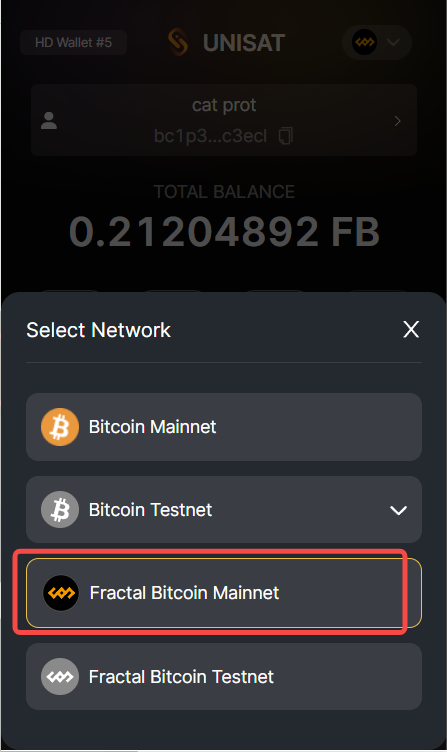 HD Wallet #5
UNISAT
cat prot
bc1p3...c3ecl
TOTAL BALANCE
0.21204892 FB
Select Network
Bitcoin Mainnet
Bitcoin Testnet
Fractal Bitcoin Mainnet
Fractal Bitcoin Testnet